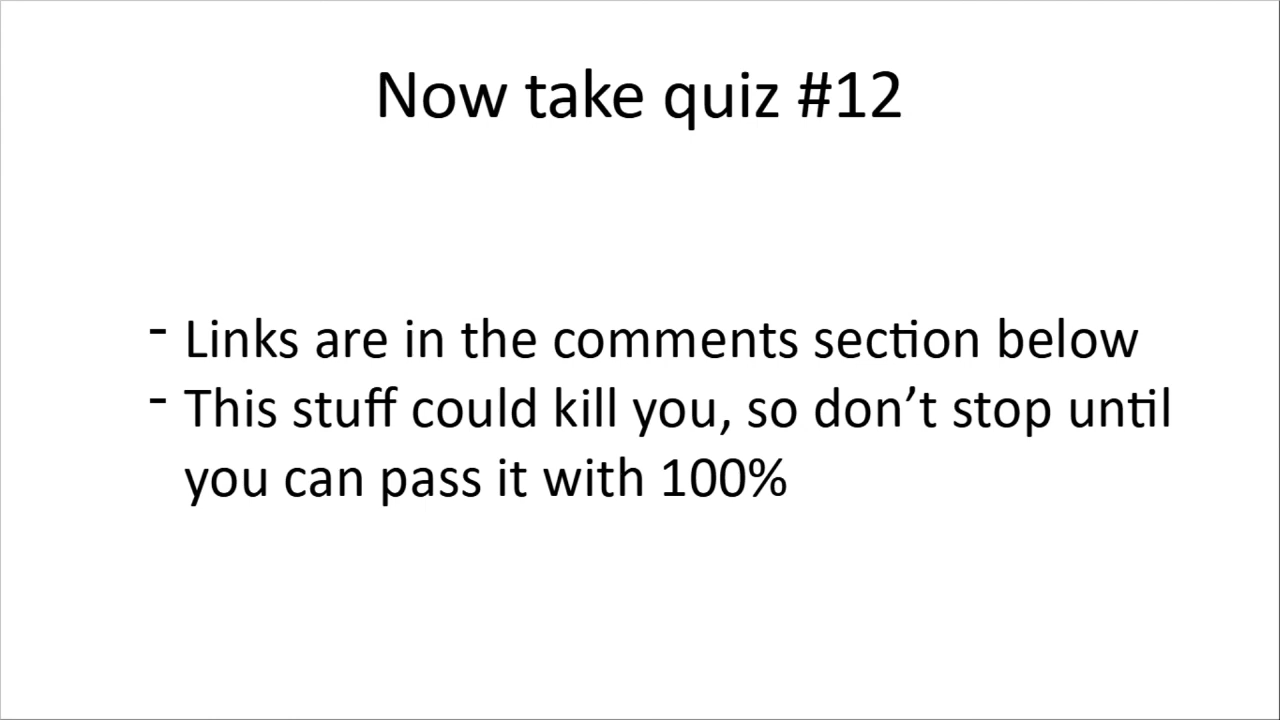 Now take quiz #12
- Links are in the comments section below
- This stuff could kill you, so don’t stop until
you can pass it with 100%